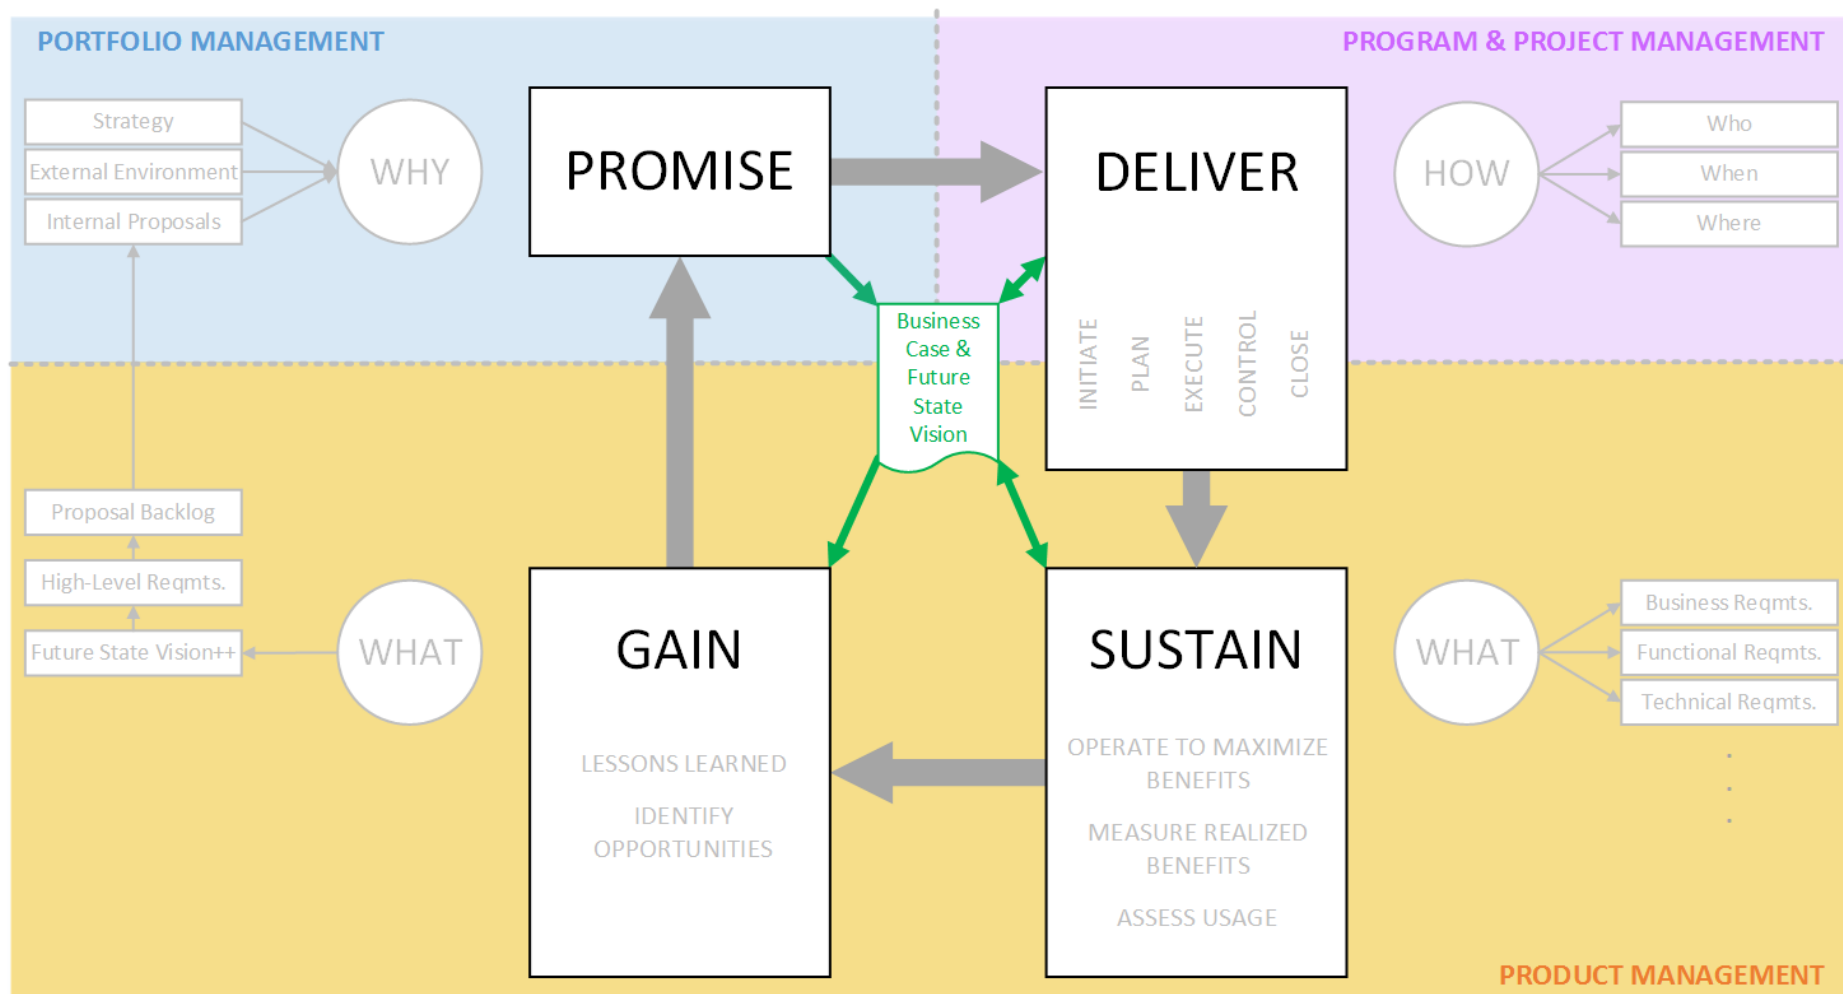 PORTFOLIO MANAGEMENT
PROGRAM & PROJECT MANAGEMENT
Strategy
External Environment
Internal Proposals
WHY
PROMISE
DELIVER
INITIATE
PLAN
EXECUTE
CONTROL
CLOSE
HOW
Who
When
Where
Business
Case &
Future
State
Vision
Proposal Backlog
High-Level Reqmts.
Future State Vision++
WHAT
GAIN
LESSONS LEARNED
IDENTIFY
OPPORTUNITIES
SUSTAIN
OPERATE TO MAXIMIZE
BENEFITS
MEASURE REALIZED
BENEFITS
ASSESS USAGE
WHAT
Business Reqmts.
Functional Reqmts.
Technical Reqmts.
.
.
.
PRODUCT MANAGEMENT